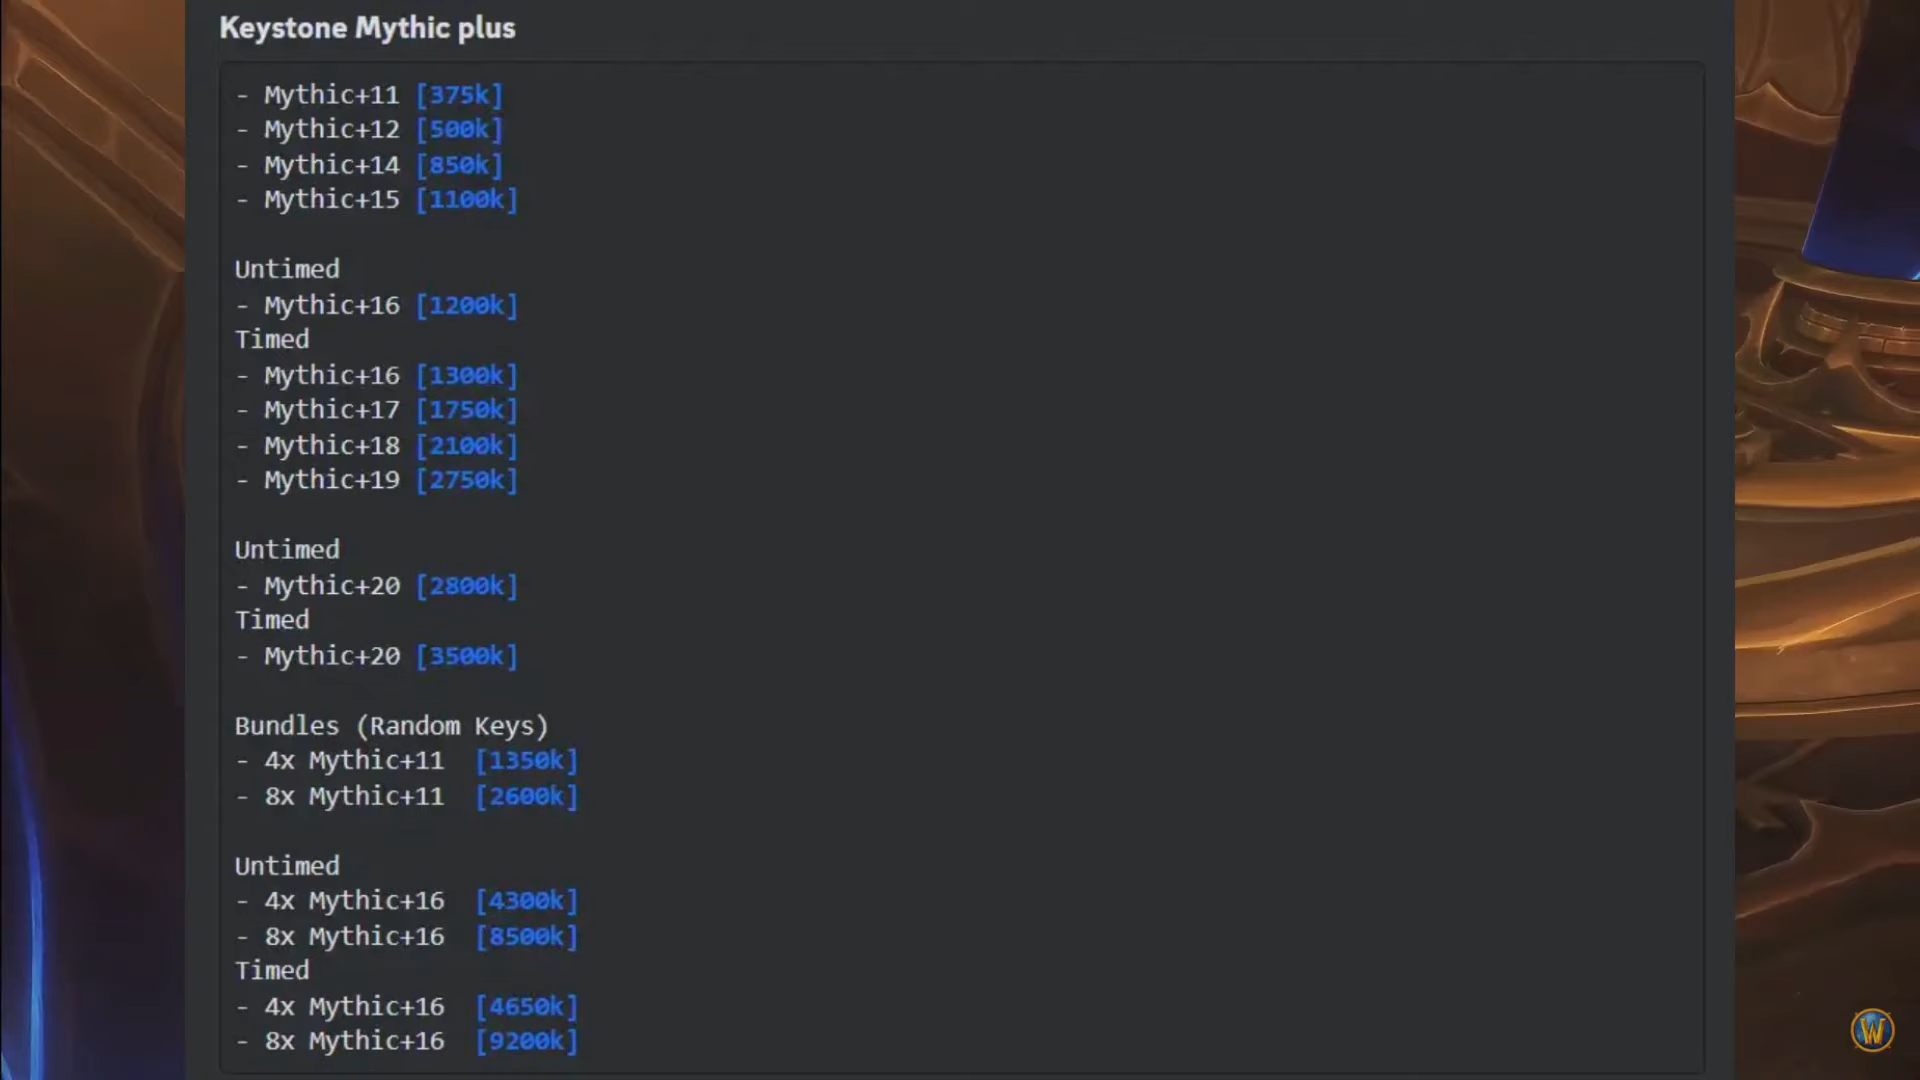 Keystone Mythic plus
- Mythic+11 [375k]
- Mythic+12 [500k]
- Mythic+14 [850k]
- Mythic+15 [1100k]
Untimed
- Mythic+16 [1200k]
Timed
- Mythic+16 [1300k]
- Mythic+17 [1750k]
- Mythic+18 [2100k]
- Mythic+19 [2750k]
Untimed
- Mythic+20 [2800k]
Timed
- Mythic+20 [3500k]
Bundles (Random Keys)
- 4x Mythic+11 [1350k]
- 8x Mythic+11 [2600k]
Untimed
- 4x Mythic+16 [4300k]
- 8x Mythic+16 [8500k]
Timed
- 4x Mythic+16 [4650k]
- 8x Mythic+16 [9200k]
W